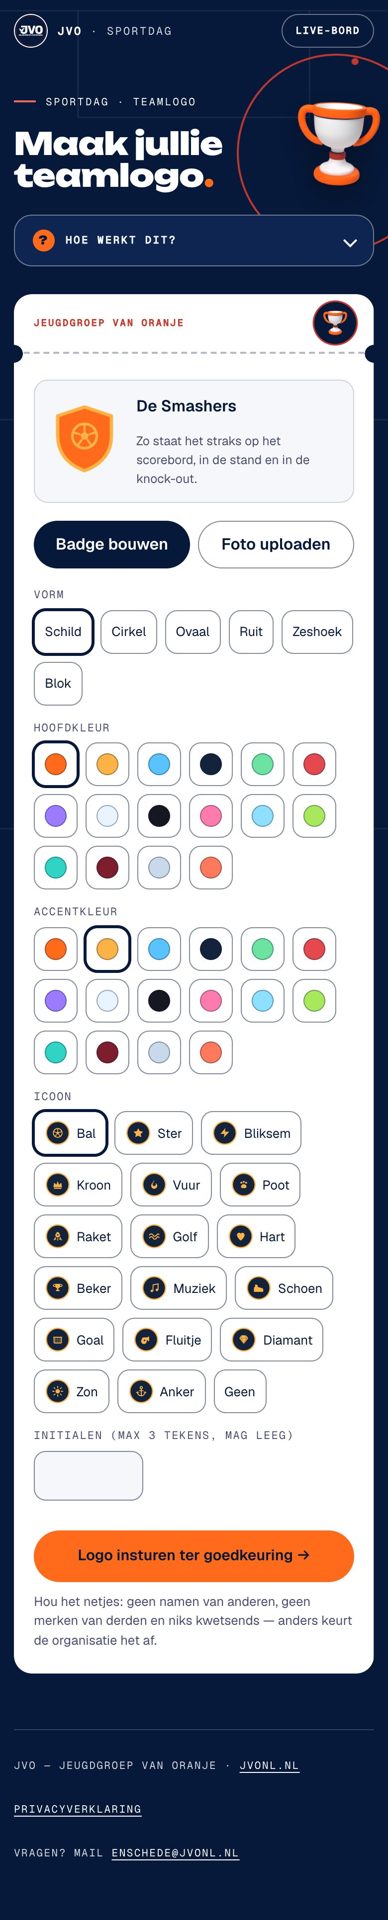 JVO JVO · SPORTDAG LIVE-BORD
SPORTDAG · TEAMLOGO
Maak jullie
teamlogo.
? HOE WERKT DIT?
JEUGDGROEP VAN ORANJE
De Smashers
Zo staat het straks op het
scorebord, in de stand en in de
knock-out.
Badge bouwen Foto uploaden
VORM
Schild Cirkel Ovaal Ruit Zeshoek
Blok
HOOFDKLEUR
ACCENTKLEUR
ICOON
Bal Ster Bliksem
Kroon Vuur Poot
Raket Golf Hart
Beker Muziek Schoen
Goal Fluitje Diamant
Zon Anker Geen
INITIALEN (MAX 3 TEKENS, MAG LEEG)
Logo insturen ter goedkeuring →
Hou het netjes: geen namen van anderen, geen
merken van derden en niks kwetsends — anders keurt
de organisatie het af.
JVO — JEUGDGROEP VAN ORANJE · JVONL.NL
PRIVACYVERKLARING
VRAGEN? MAIL ENSCHEDE@JVONL.NL